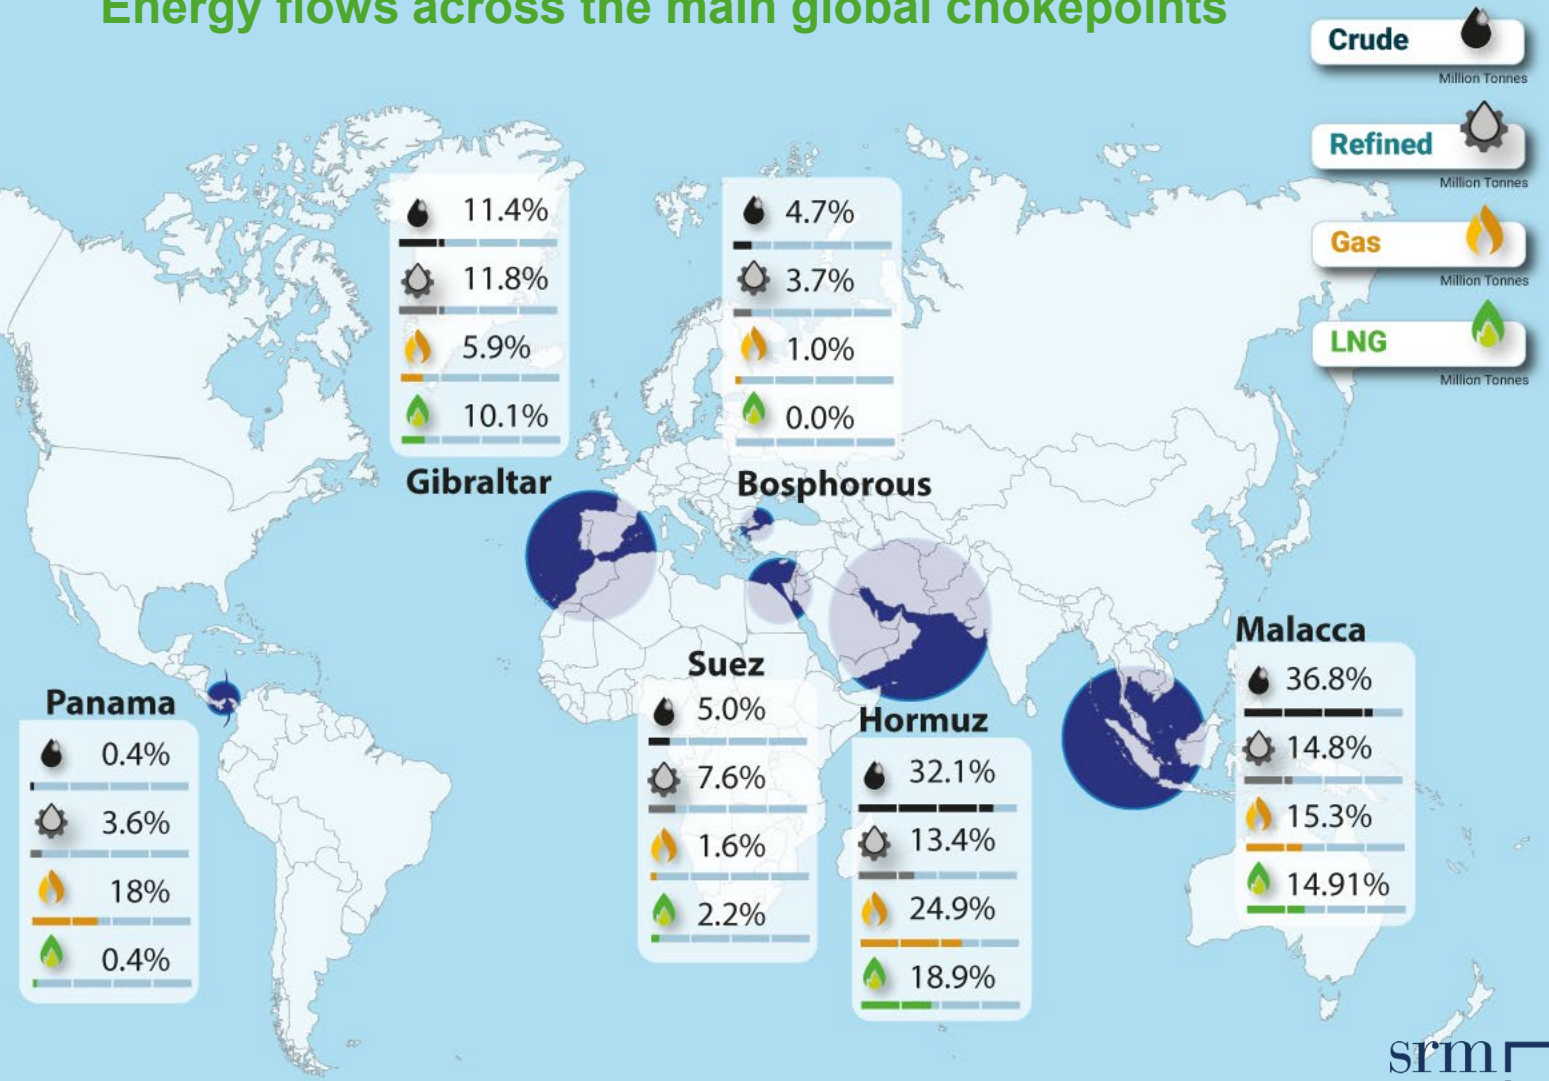 Energy flows across the main global chokepoints
Crude
Million Tonnes
Refined
Million Tonnes
Gas
Million Tonnes
LNG
Million Tonnes
11.4%
11.8%
5.9%
10.1%
Gibraltar
4.7%
3.7%
1.0%
0.0%
Bosphorous
Panama
0.4%
3.6%
18%
0.4%
Suez
5.0%
7.6%
1.6%
2.2%
Hormuz
32.1%
13.4%
24.9%
18.9%
Malacca
36.8%
14.8%
15.3%
14.91%
srm